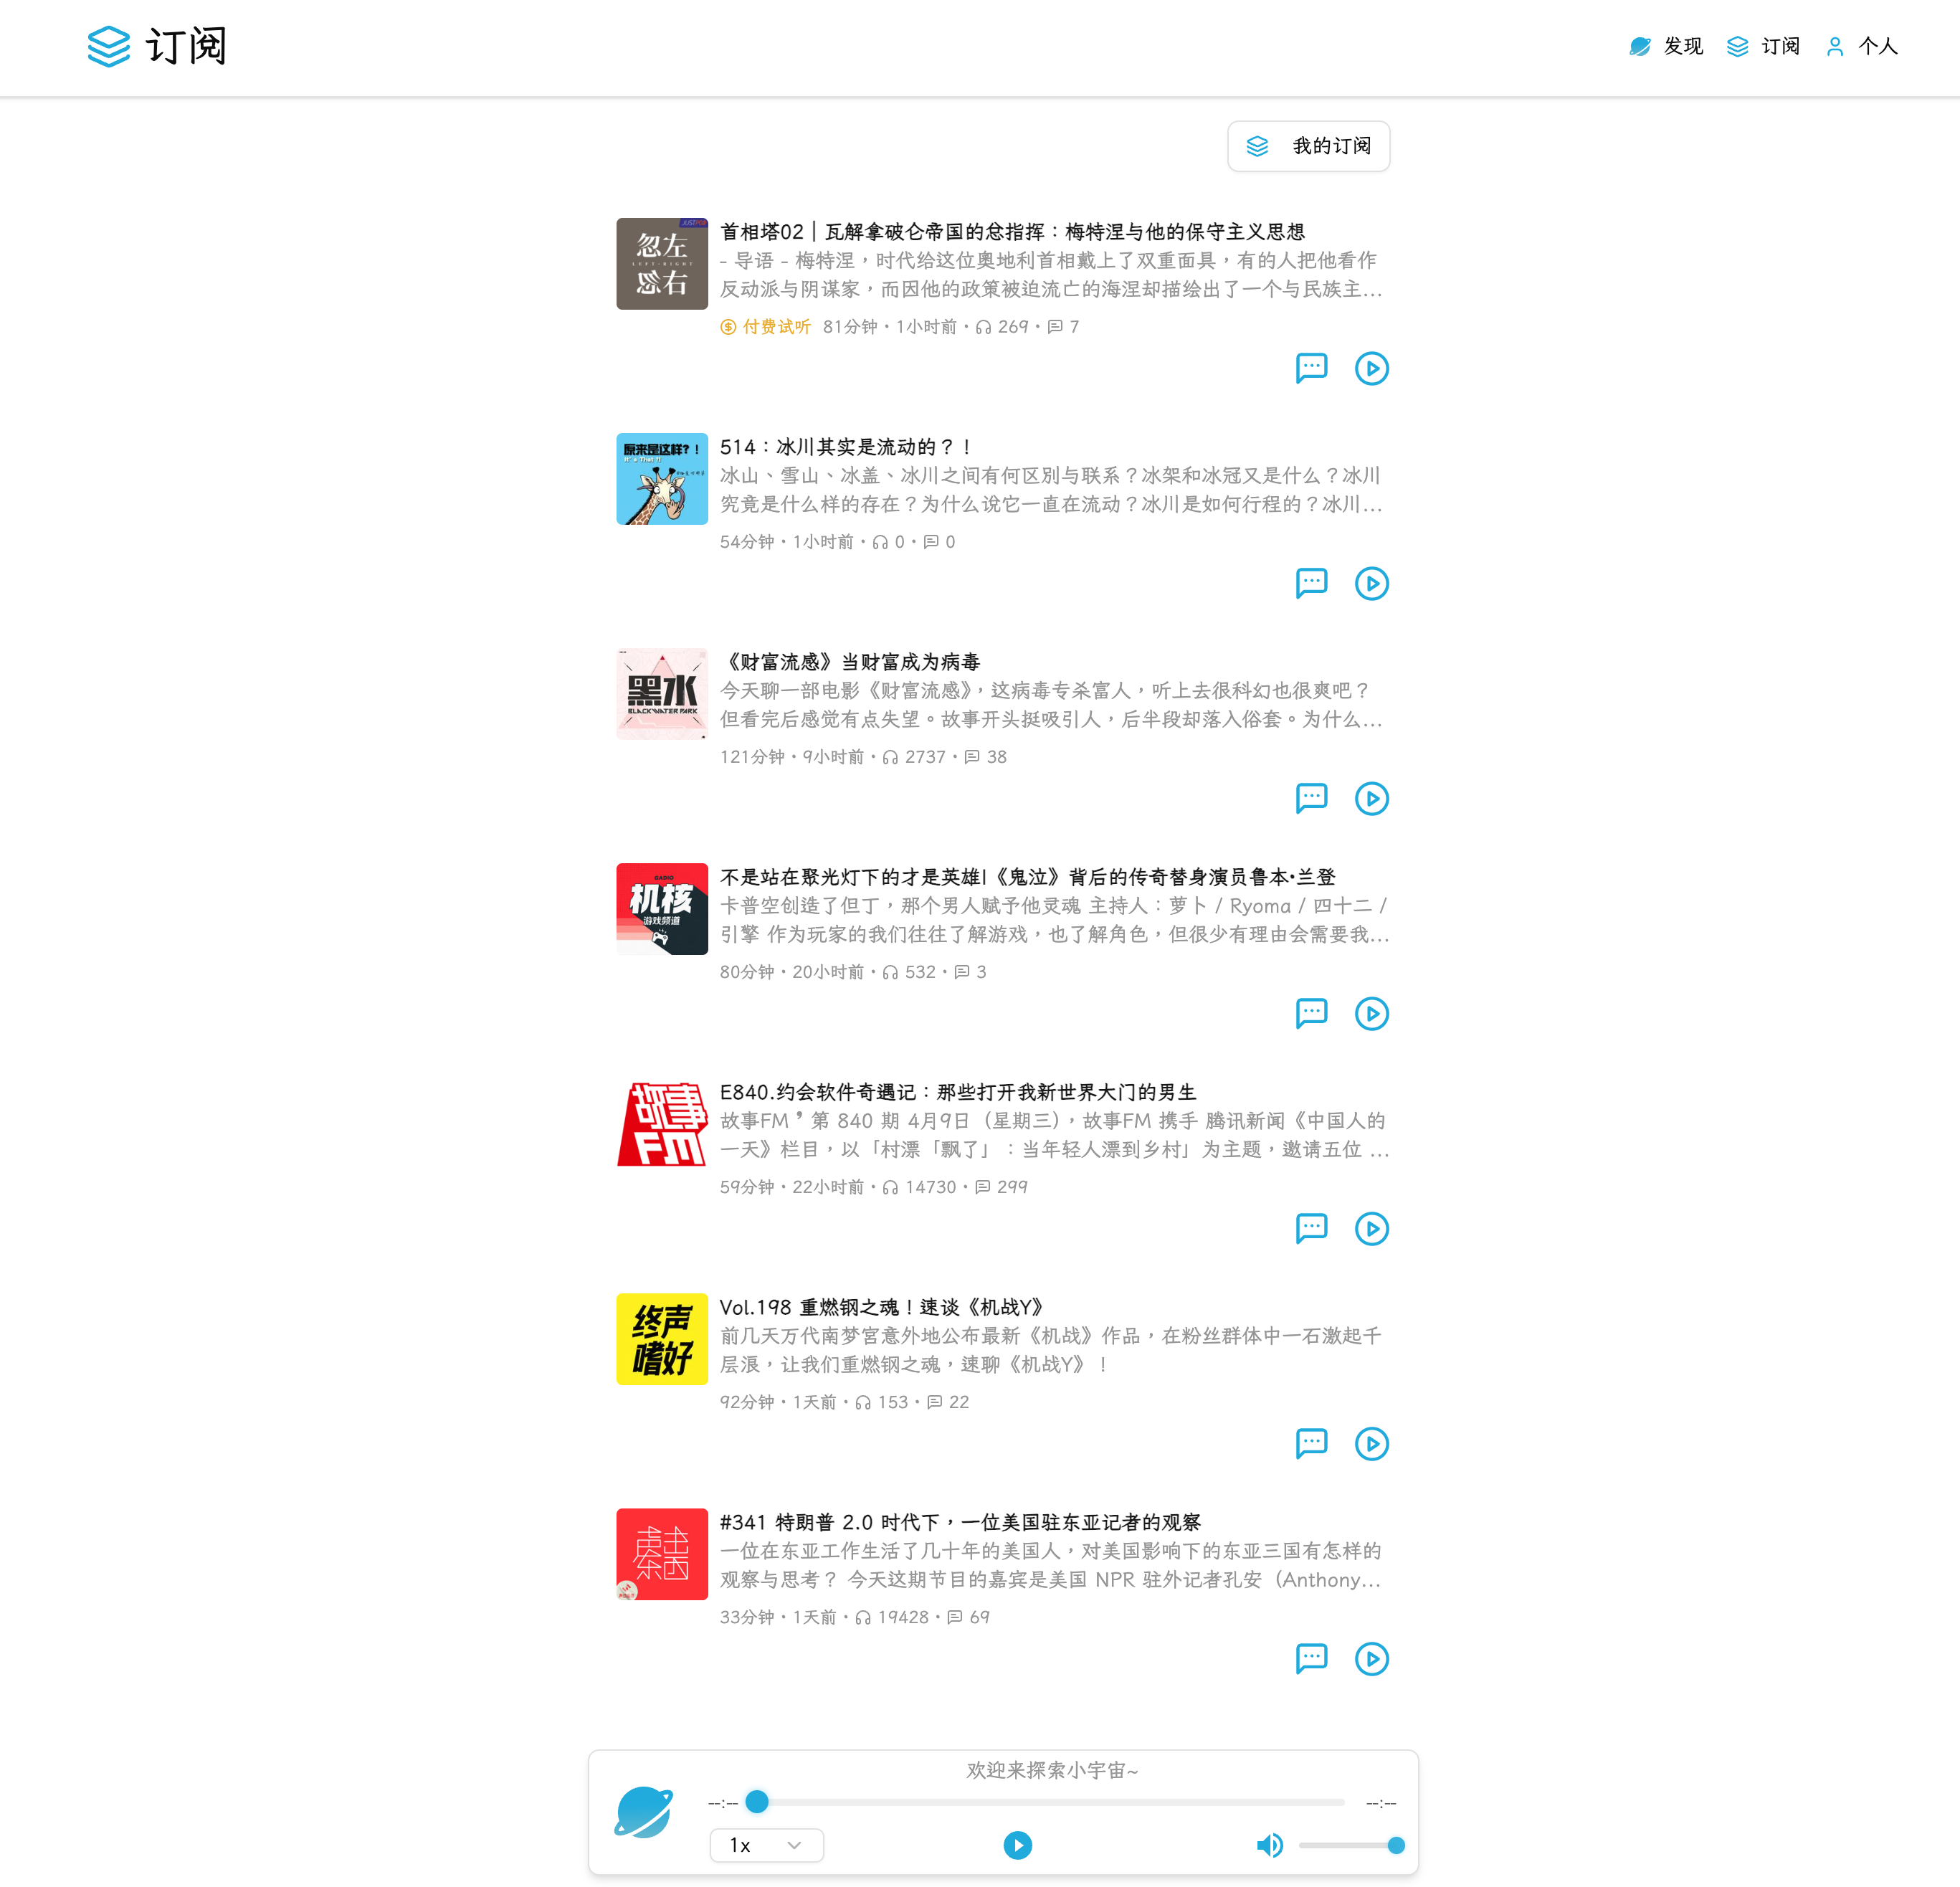 订阅
发现 订阅 个人
我的订阅
忽左
LEFT·RIGHT
忽右
首相塔02｜瓦解拿破仑帝国的总指挥：梅特涅与他的保守主义思想
- 导语 - 梅特涅，时代给这位奥地利首相戴上了双重面具，有的人把他看作
反动派与阴谋家，而因他的政策被迫流亡的海涅却描绘出了一个与民族主...
付费试听 81分钟・1小时前・269・7
原来是这样？！
514：冰川其实是流动的？！
冰山、雪山、冰盖、冰川之间有何区别与联系？冰架和冰冠又是什么？冰川
究竟是什么样的存在？为什么说它一直在流动？冰川是如何行程的？冰川...
54分钟・1小时前・0・0
黑水
BLACKWATER PARK
《财富流感》当财富成为病毒
今天聊一部电影《财富流感》，这病毒专杀富人，听上去很科幻也很爽吧？
但看完后感觉有点失望。故事开头挺吸引人，后半段却落入俗套。为什么...
121分钟・9小时前・2737・38
GADIO
机核
游戏频道
不是站在聚光灯下的才是英雄|《鬼泣》背后的传奇替身演员鲁本·兰登
卡普空创造了但丁，那个男人赋予他灵魂 主持人：萝卜 / Ryoma / 四十二 /
引擎 作为玩家的我们往往了解游戏，也了解角色，但很少有理由会需要我...
80分钟・20小时前・532・3
故事
FM
E840.约会软件奇遇记：那些打开我新世界大门的男生
故事FM ❜ 第 840 期 4月9日（星期三），故事FM 携手 腾讯新闻《中国人的
一天》栏目，以「村漂「飘了」：当年轻人漂到乡村」为主题，邀请五位 ...
59分钟・22小时前・14730・299
终声
嗜好
Vol.198 重燃钢之魂！速谈《机战Y》
前几天万代南梦宫意外地公布最新《机战》作品，在粉丝群体中一石激起千
层浪，让我们重燃钢之魂，速聊《机战Y》！
92分钟・1天前・153・22
#341 特朗普 2.0 时代下，一位美国驻东亚记者的观察
一位在东亚工作生活了几十年的美国人，对美国影响下的东亚三国有怎样的
观察与思考？ 今天这期节目的嘉宾是美国 NPR 驻外记者孔安（Anthony...
33分钟・1天前・19428・69
欢迎来探索小宇宙~
--:-- --:--
1x